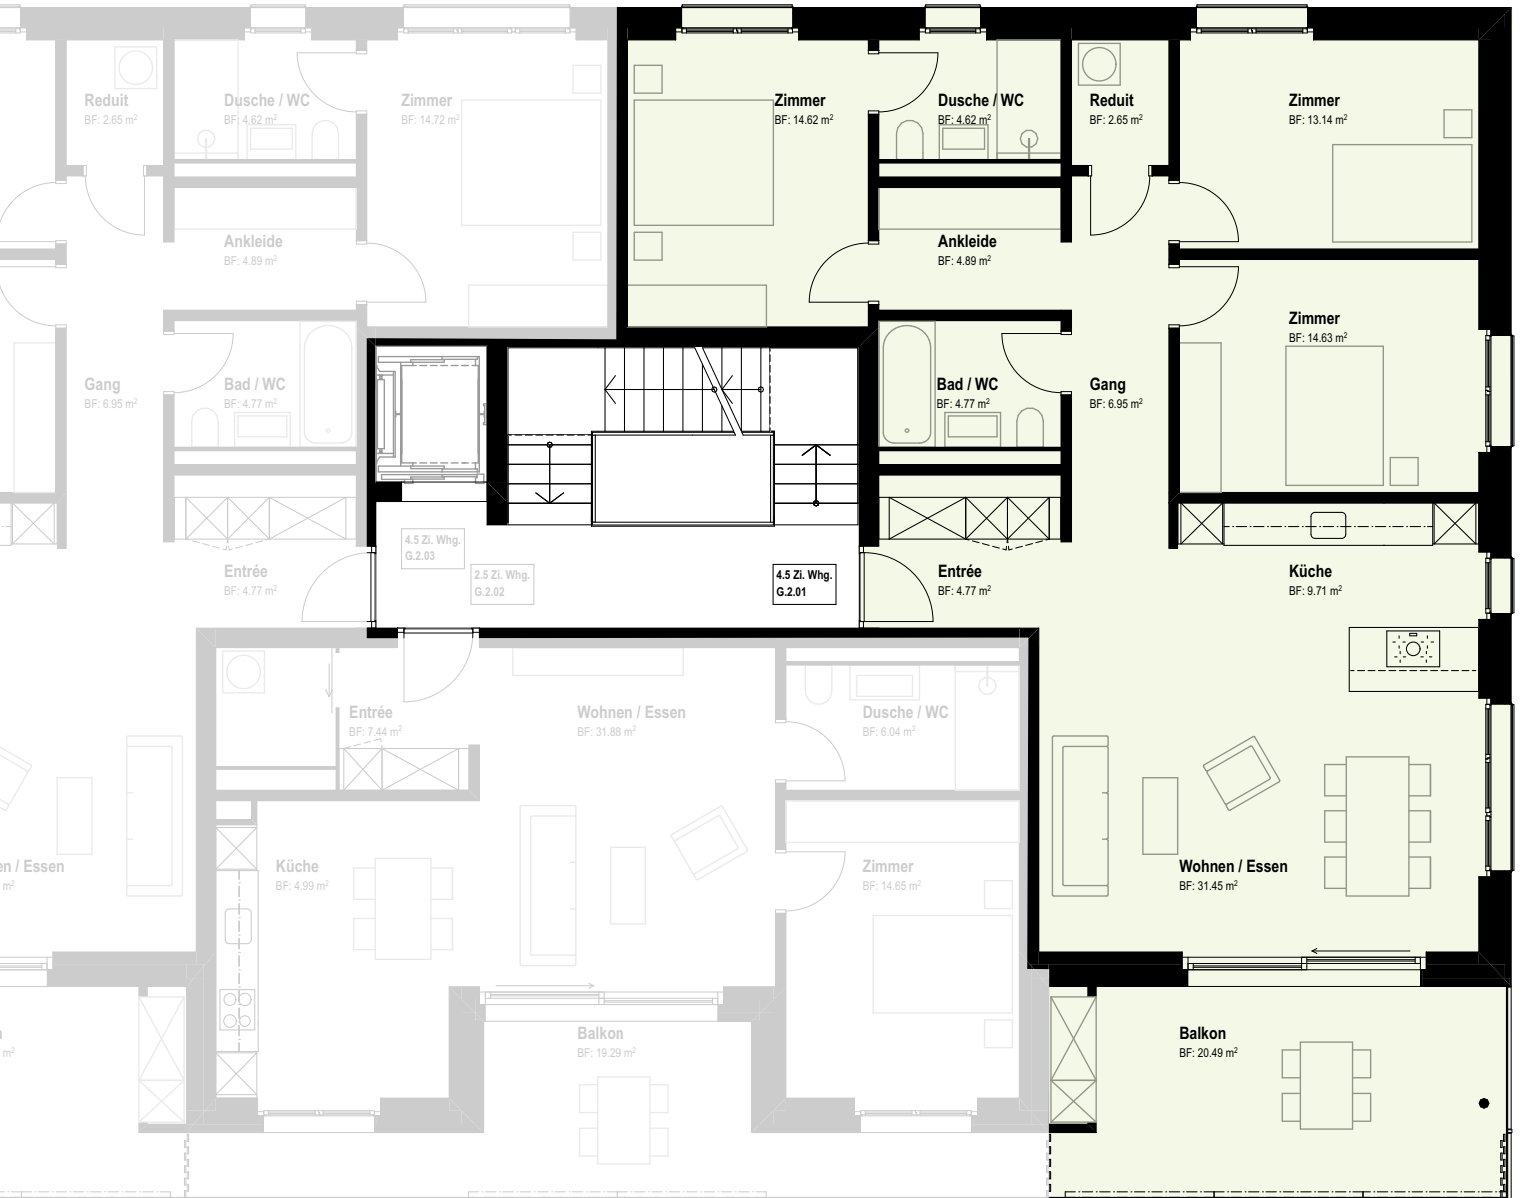 Reduit
BF: 2.65 m²
Dusche / WC
BF: 4.62 m²
Zimmer
BF: 14.72 m²
Zimmer
BF: 14.62 m²
Dusche / WC
BF: 4.62 m²
Reduit
BF: 2.65 m²
Zimmer
BF: 13.14 m²
Ankleide
BF: 4.89 m²
Ankleide
BF: 4.89 m²
Zimmer
BF: 14.63 m²
Gang
BF: 6.95 m²
Bad / WC
BF: 4.77 m²
Bad / WC
BF: 4.77 m²
Gang
BF: 6.95 m²
4.5 Zi. Whg.
G.2.03
2.5 Zi. Whg.
G.2.02
4.5 Zi. Whg.
G.2.01
Entrée
BF: 4.77 m²
Entrée
BF: 4.77 m²
Küche
BF: 9.71 m²
Entrée
BF: 7.44 m²
Wohnen / Essen
BF: 31.88 m²
Dusche / WC
BF: 6.04 m²
en / Essen
m²
Küche
BF: 4.99 m²
Zimmer
BF: 14.65 m²
Wohnen / Essen
BF: 31.45 m²
n
m²
Balkon
BF: 19.29 m²
Balkon
BF: 20.49 m²